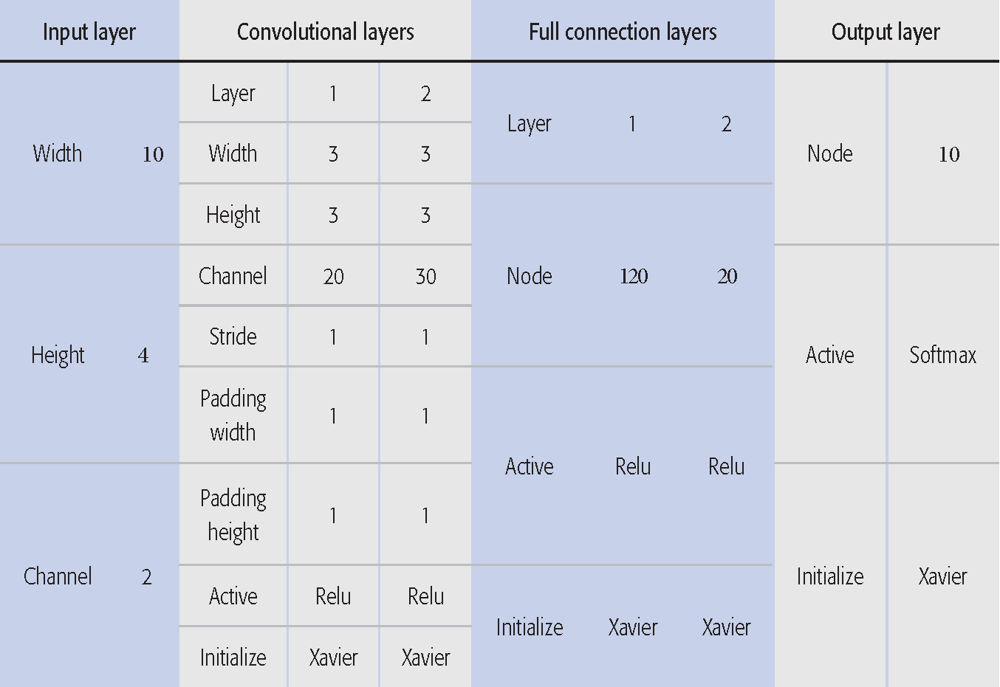 Input layer Convolutional layers Full connection layers Output layer
Layer 1 2
Layer 1 2
Width 10 Width 3 3 Node 10
Height 3 3
Channel 20 30 Node 120 20
Stride 1 1
Height 4 Active Softmax
Padding
width 1 1
Active Relu Relu
Padding
height 1 1
Channel 2 Initialize Xavier
Active Relu Relu
Initialize Xavier Xavier
Initialize Xavier Xavier